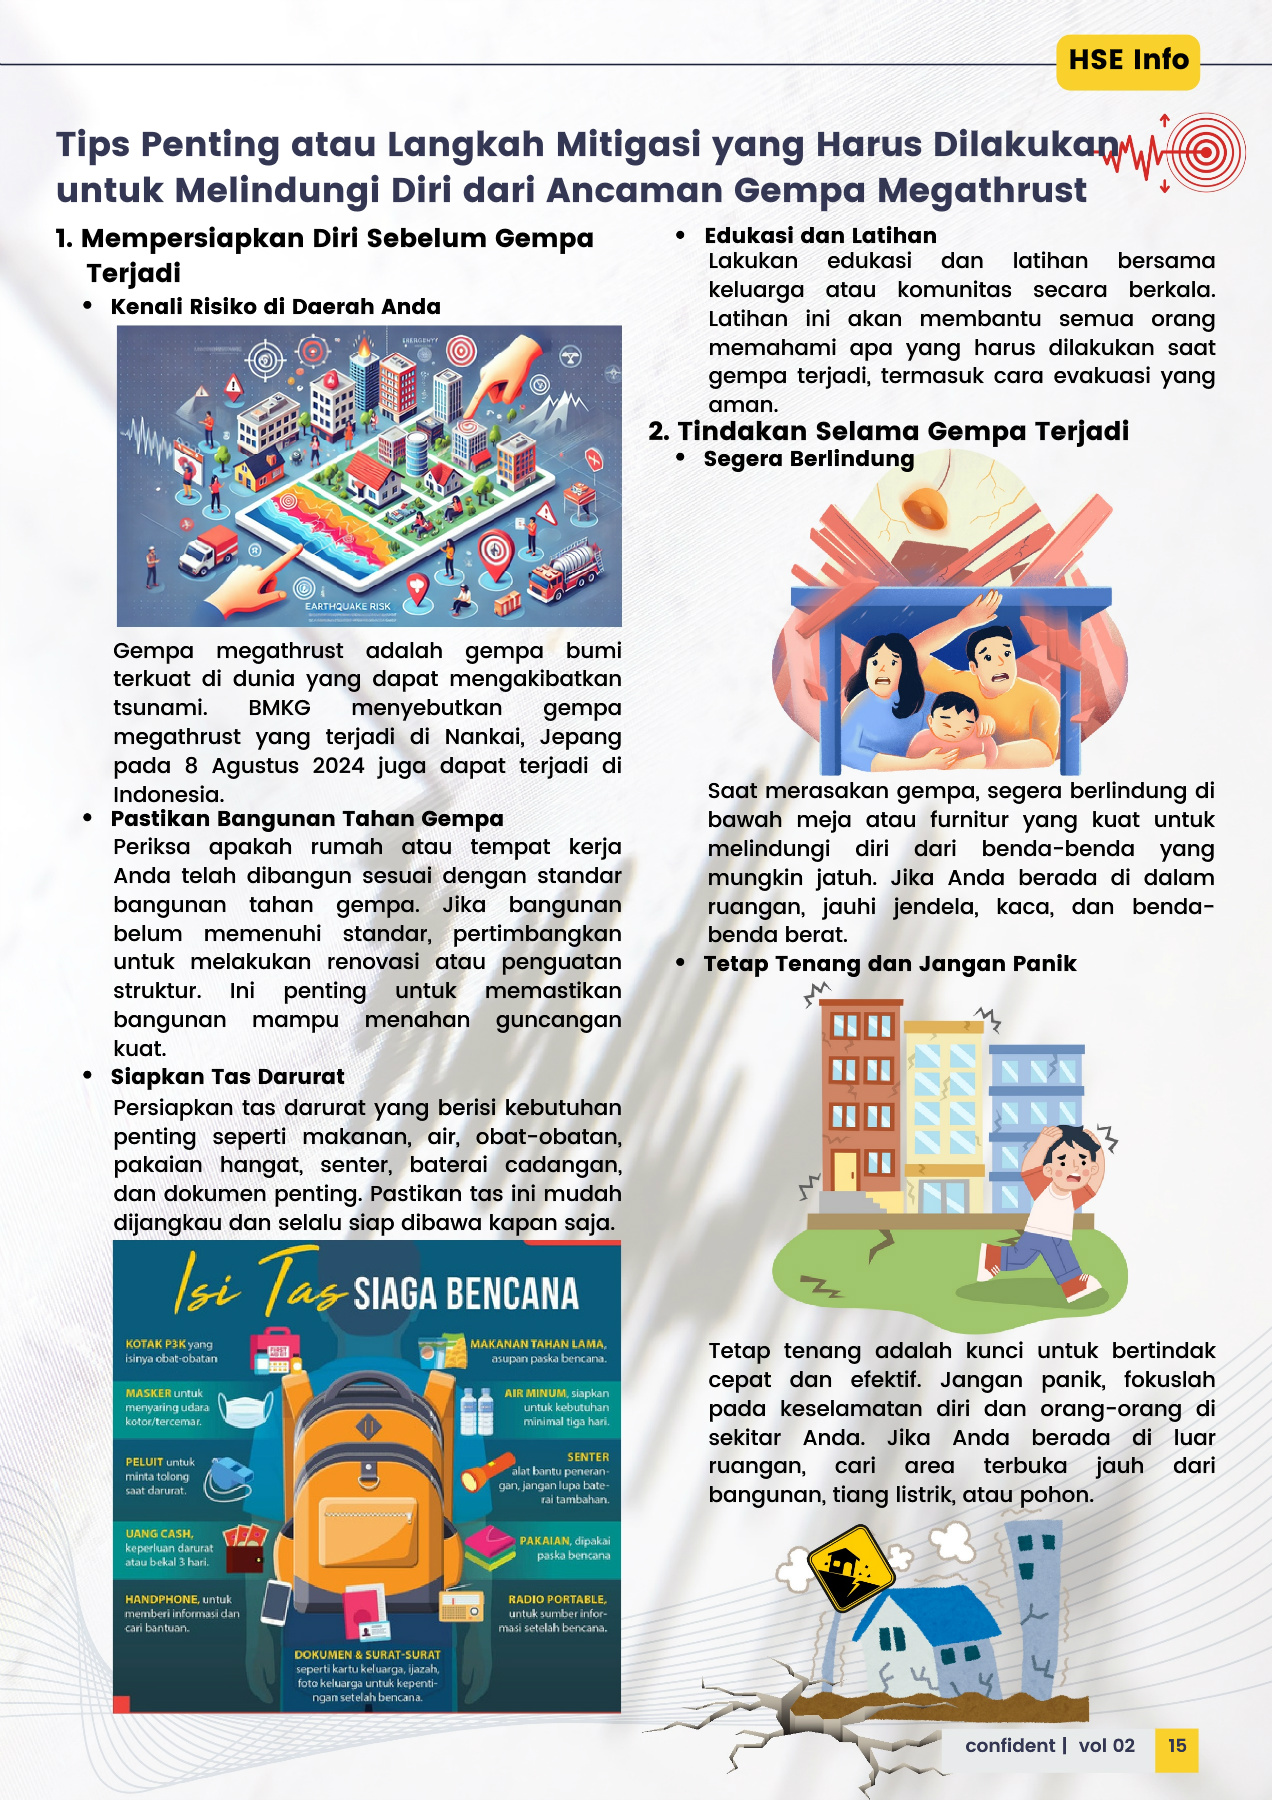 HSE Info
Tips Penting atau Langkah Mitigasi yang Harus Dilakukan
untuk Melindungi Diri dari Ancaman Gempa Megathrust
1. Mempersiapkan Diri Sebelum Gempa
Terjadi
• Kenali Risiko di Daerah Anda
EMERGENYY
EARTHQUAKE RISK
Gempa megathrust adalah gempa bumi
terkuat di dunia yang dapat mengakibatkan
tsunami. BMKG menyebutkan gempa
megathrust yang terjadi di Nankai, Jepang
pada 8 Agustus 2024 juga dapat terjadi di
Indonesia.
• Pastikan Bangunan Tahan Gempa
Periksa apakah rumah atau tempat kerja
Anda telah dibangun sesuai dengan standar
bangunan tahan gempa. Jika bangunan
belum memenuhi standar, pertimbangkan
untuk melakukan renovasi atau penguatan
struktur. Ini penting untuk memastikan
bangunan mampu menahan guncangan
kuat.
• Siapkan Tas Darurat
Persiapkan tas darurat yang berisi kebutuhan
penting seperti makanan, air, obat-obatan,
pakaian hangat, senter, baterai cadangan,
dan dokumen penting. Pastikan tas ini mudah
dijangkau dan selalu siap dibawa kapan saja.
Isi Tas SIAGA BENCANA
KOTAK P3K yang
isinya obat-obatan
MASKER untuk
menyaring udara
kotor/tercemar.
PELUIT untuk
minta tolong
saat darurat.
UANG CASH,
keperluan darurat
atau bekal 3 hari.
HANDPHONE, untuk
memberi informasi dan
cari bantuan.
MAKANAN TAHAN LAMA,
asupan paska bencana.
AIR MINUM, siapkan
untuk kebutuhan
minimal tiga hari.
SENTER
alat bantu peneran-
gan, jangan lupa bate-
rai tambahan.
PAKAIAN, dipakai
paska bencana
RADIO PORTABLE,
untuk sumber infor-
masi setelah bencana.
DOKUMEN & SURAT-SURAT
seperti kartu keluarga, ijazah,
foto keluarga untuk kepenti-
ngan setelah bencana.
• Edukasi dan Latihan
Lakukan edukasi dan latihan bersama
keluarga atau komunitas secara berkala.
Latihan ini akan membantu semua orang
memahami apa yang harus dilakukan saat
gempa terjadi, termasuk cara evakuasi yang
aman.
2. Tindakan Selama Gempa Terjadi
• Segera Berlindung
Saat merasakan gempa, segera berlindung di
bawah meja atau furnitur yang kuat untuk
melindungi diri dari benda-benda yang
mungkin jatuh. Jika Anda berada di dalam
ruangan, jauhi jendela, kaca, dan benda-
benda berat.
• Tetap Tenang dan Jangan Panik
Tetap tenang adalah kunci untuk bertindak
cepat dan efektif. Jangan panik, fokuslah
pada keselamatan diri dan orang-orang di
sekitar Anda. Jika Anda berada di luar
ruangan, cari area terbuka jauh dari
bangunan, tiang listrik, atau pohon.
confident | vol 02 15